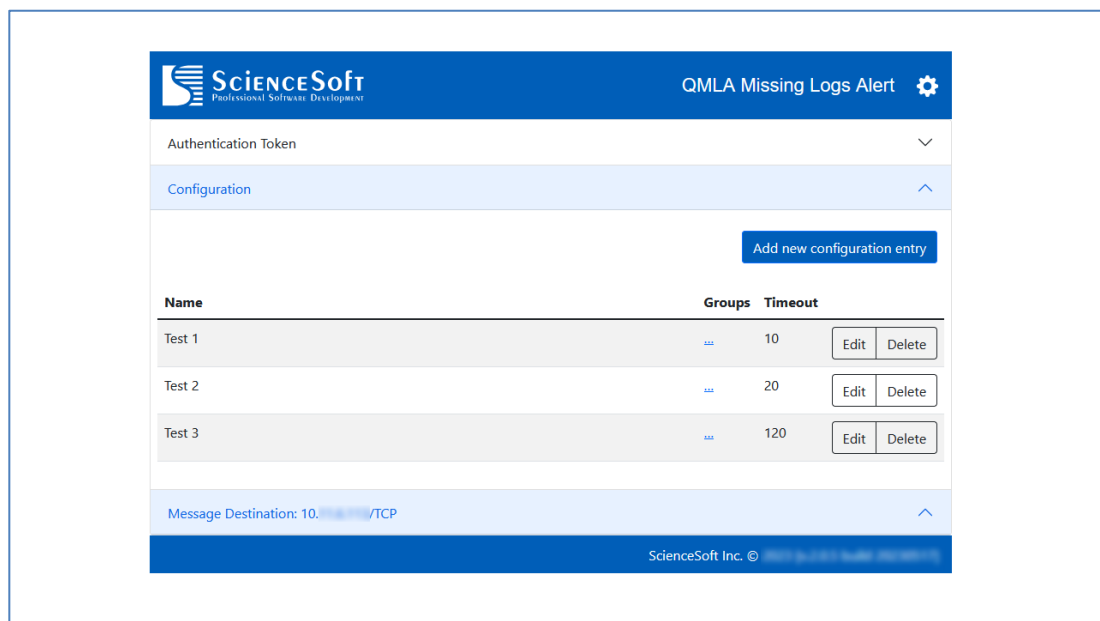 ScienceSoft
Professional Software Development
QMLA Missing Logs Alert
Authentication Token
Configuration
Add new configuration entry
Name Groups Timeout
Test 1 ... 10 Edit Delete
Test 2 ... 20 Edit Delete
Test 3 ... 120 Edit Delete
Message Destination: 10. /TCP
ScienceSoft Inc. ©